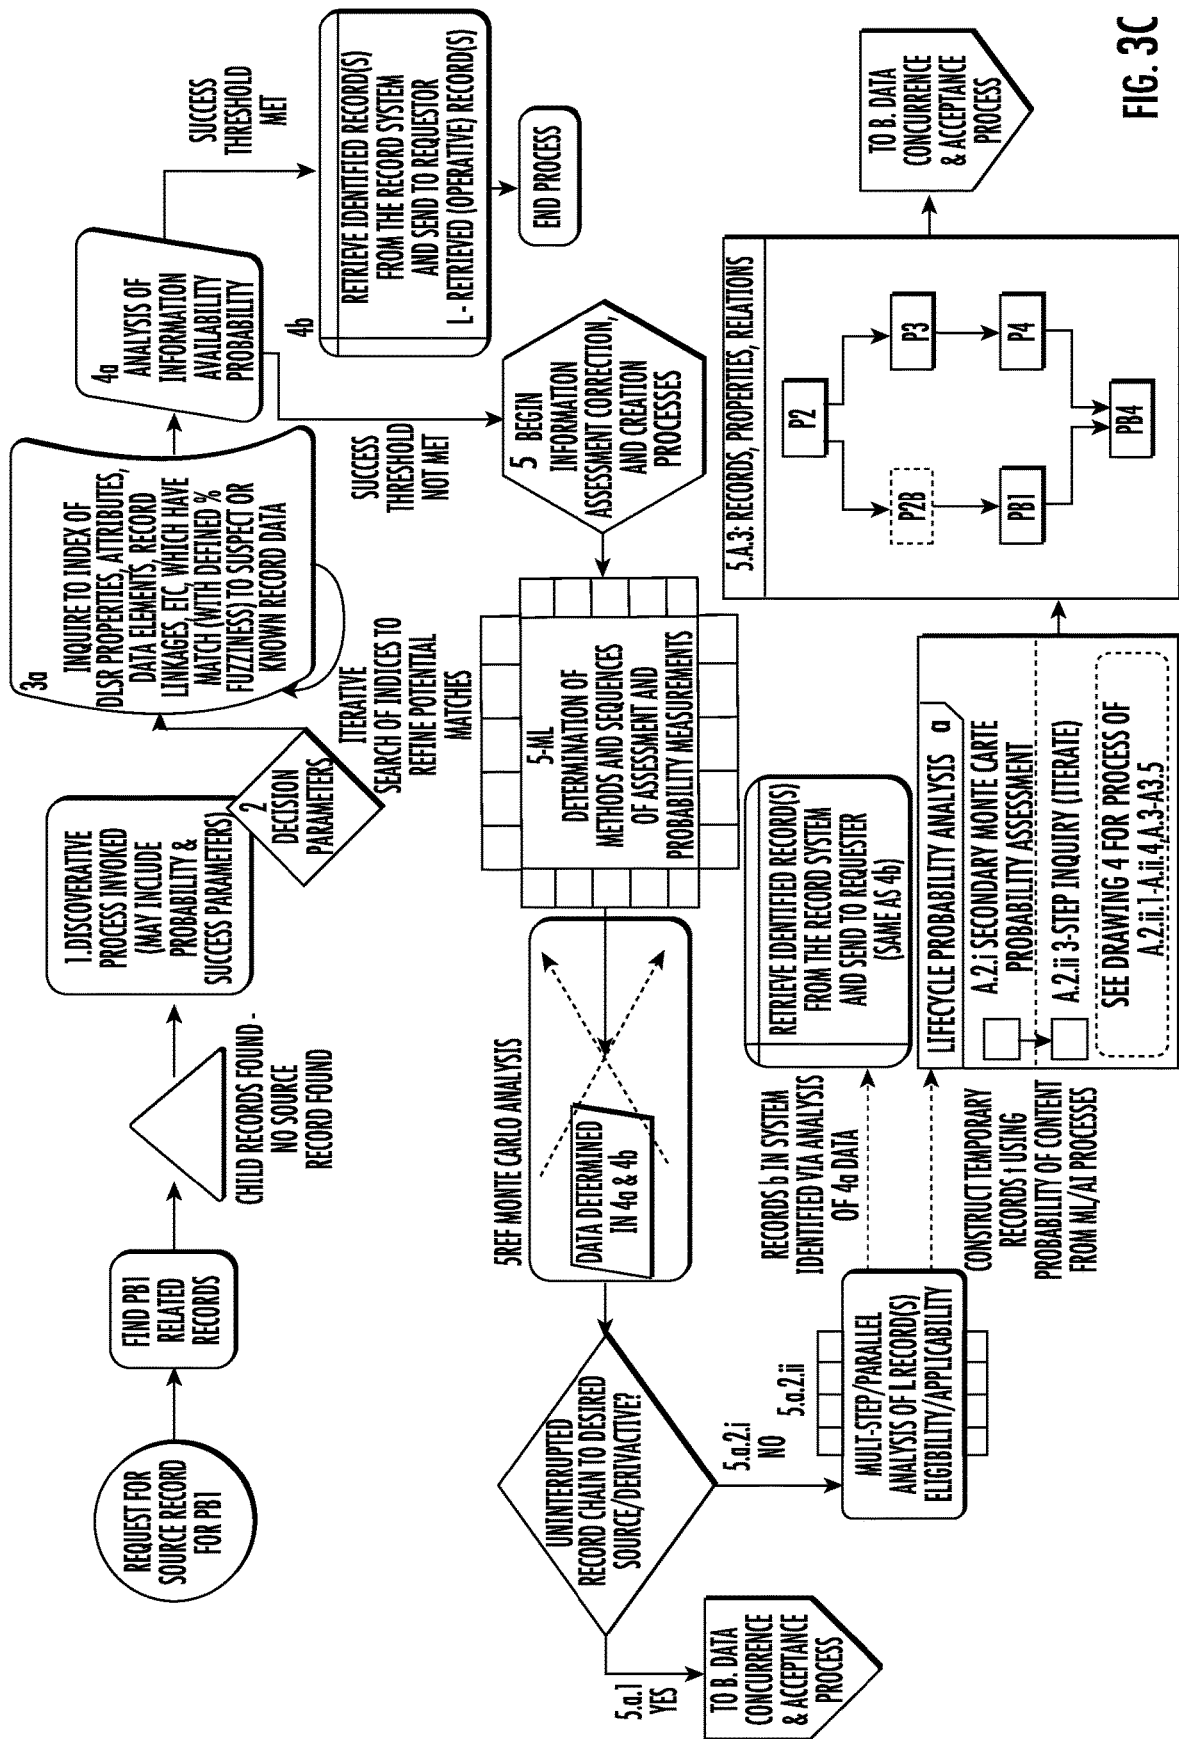 REQUEST FOR
SOURCE RECORD
FOR PB1
FIND PB1
RELATED
RECORDS
CHILD RECORDS FOUND -
NO SOURCE
RECORD FOUND
1.DISCOVERATIVE
PROCESS INVOKED
(MAY INCLUDE
PROBABILITY &
SUCCESS PARAMETERS)
2
DECISION
PARAMETERS
3a
INQUIRE TO INDEX OF
DLSR PROPERTIES, ATTRIBUTES,
DATA ELEMENTS, RECORD
LINKAGES, ETC, WHICH HAVE
MATCH (WITH DEFINED %
FUZZINESS) TO SUSPECT OR
KNOWN RECORD DATA
ITERATIVE
SEARCH OF INDICES TO
REFINE POTENTIAL
MATCHES
4a
ANALYSIS OF
INFORMATION
AVAILABILITY
PROBABILITY
SUCCESS
THRESHOLD
MET
4b
RETRIEVE IDENTIFIED RECORD(S)
FROM THE RECORD SYSTEM
AND SEND TO REQUESTOR
L - RETRIEVED (OPERATIVE) RECORD(S)
END PROCESS
SUCCESS
THRESHOLD
NOT MET
5 BEGIN
INFORMATION
ASSESSMENT CORRECTION,
AND CREATION
PROCESSES
5-ML
DETERMINATION OF
METHODS AND SEQUENCES
OF ASSESSMENT AND
PROBABILITY MEASUREMENTS
5REF MONTE CARLO ANALYSIS
DATA DETERMINED
IN 4a & 4b
UNINTERRUPTED
RECORD CHAIN TO DESIRED
SOURCE/DERIVACTIVE?
5.a.1
YES
TO B. DATA
CONCURRENCE
& ACCEPTANCE
PROCESS
5.a.2.i
NO
5.a.2.ii
MULT-STEP/PARALLEL
ANALYSIS OF L RECORD(S)
ELIGIBILITY/APPLICABILITY
RECORDS b IN SYSTEM
IDENTIFIED VIA ANALYSIS
OF 4a DATA
RETRIEVE IDENTIFIED RECORD(S)
FROM THE RECORD SYSTEM
AND SEND TO REQUESTER
(SAME AS 4b)
CONSTRUCT TEMPORARY
RECORDS t USING
PROBABILITY OF CONTENT
FROM ML/AI PROCESSES
LIFECYCLE PROBABILITY ANALYSIS a
A.2.i SECONDARY MONTE CARTE
PROBABILITY ASSESSMENT
A.2.ii 3-STEP INQUIRY (ITERATE)
SEE DRAWING 4 FOR PROCESS OF
A.2.ii.1-A.ii.4,A.3-A3.5
5.A.3: RECORDS, PROPERTIES, RELATIONS
P2
P2B
P3
PB1
P4
PB4
TO B. DATA
CONCURRENCE
& ACCEPTANCE
PROCESS
FIG. 3C